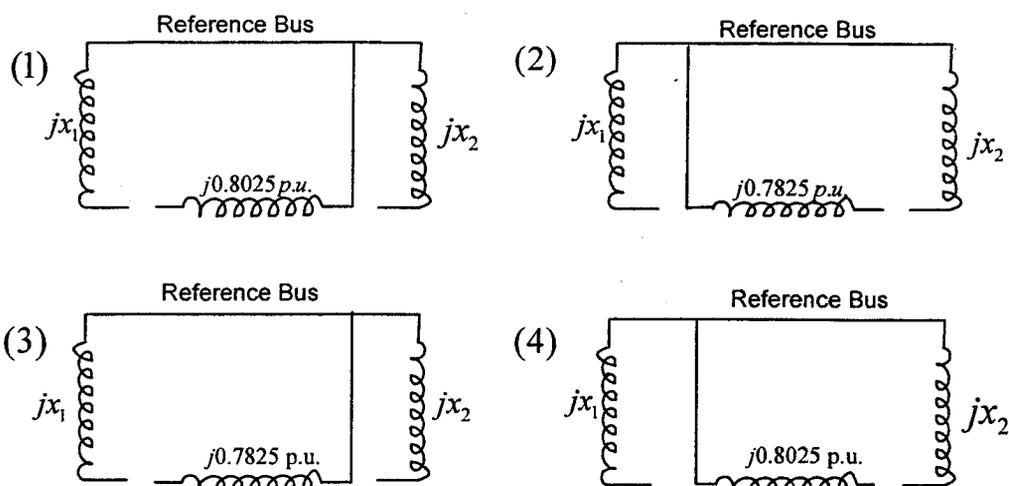 Reference Bus
(1)
jx₁
jx₂
j0.8025 p.u.
Reference Bus
(2)
jx₁
jx₂
j0.7825 p.u
Reference Bus
(3)
jx₁
jx₂
j0.7825 p.u.
Reference Bus
(4)
jx₁
jx₂
j0.8025 p.u.